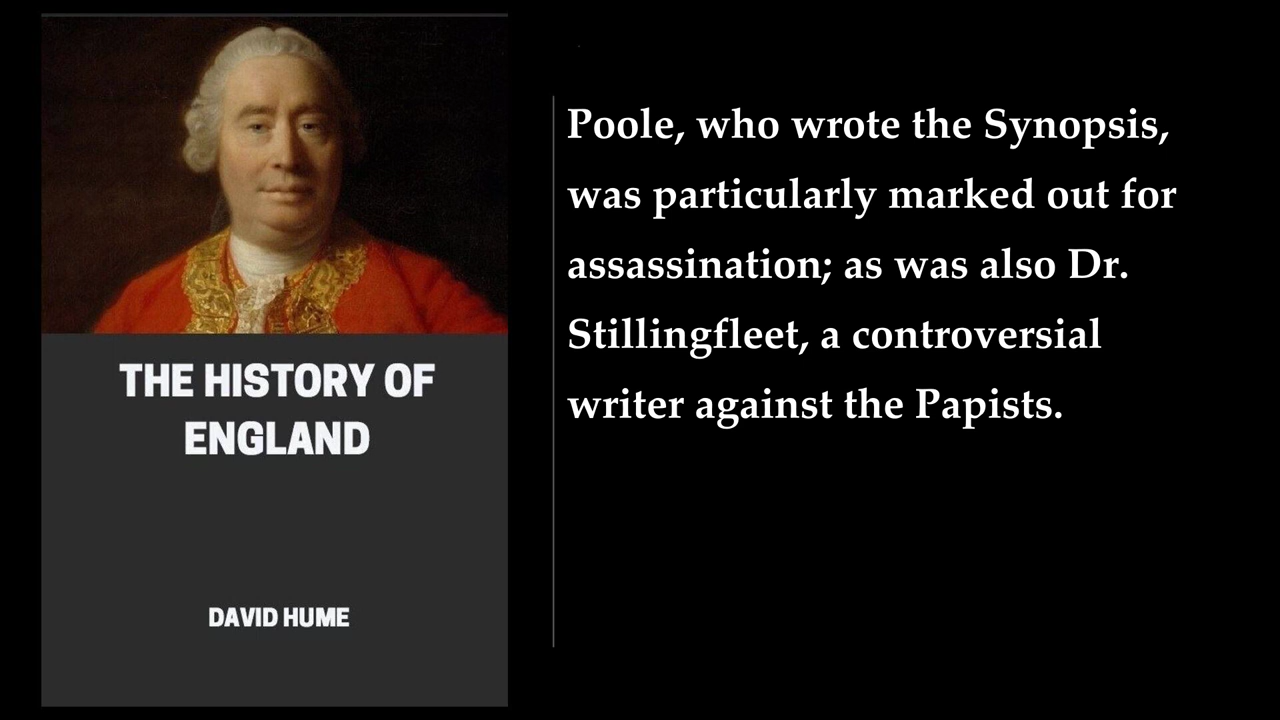 THE HISTORY OF
ENGLAND
DAVID HUME
Poole, who wrote the Synopsis,
was particularly marked out for
assassination; as was also Dr.
Stillingfleet, a controversial
writer against the Papists.